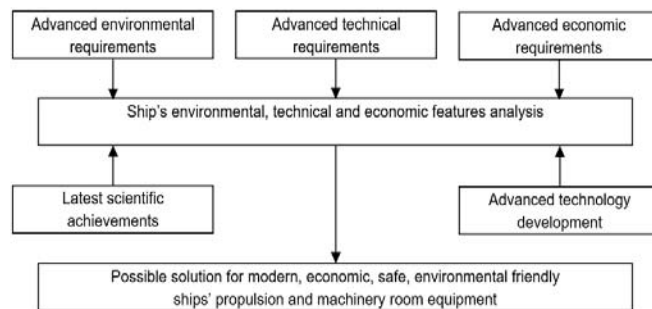 Advanced environmental
requirements
Advanced technical
requirements
Advanced economic
requirements
Ship's environmental, technical and economic features analysis
Latest scientific
achievements
Advanced technology
development
Possible solution for modern, economic, safe, environmental friendly
ships' propulsion and machinery room equipment